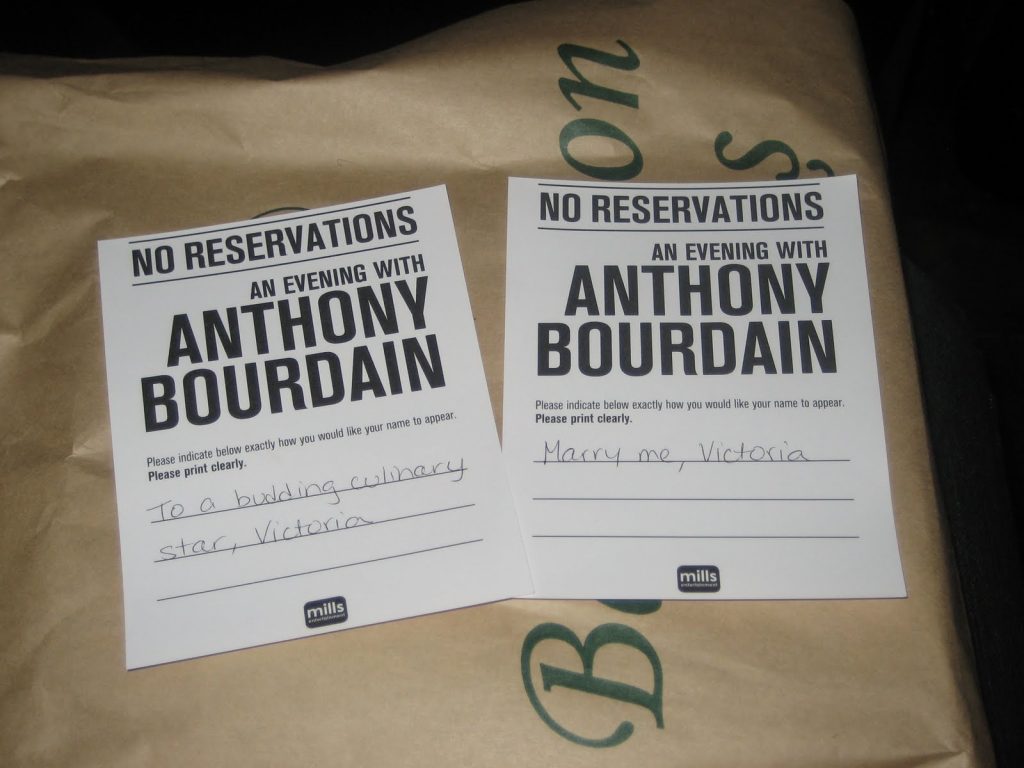 NO RESERVATIONS
AN EVENING WITH
ANTHONY
BOURDAIN
Please indicate below exactly how you would like your name to appear.
Please print clearly.
To a budding culinary
star, Victoria
mills
entertainment
NO RESERVATIONS
AN EVENING WITH
ANTHONY
BOURDAIN
Please indicate below exactly how you would like your name to appear.
Please print clearly.
Marry me, Victoria
mills
entertainment